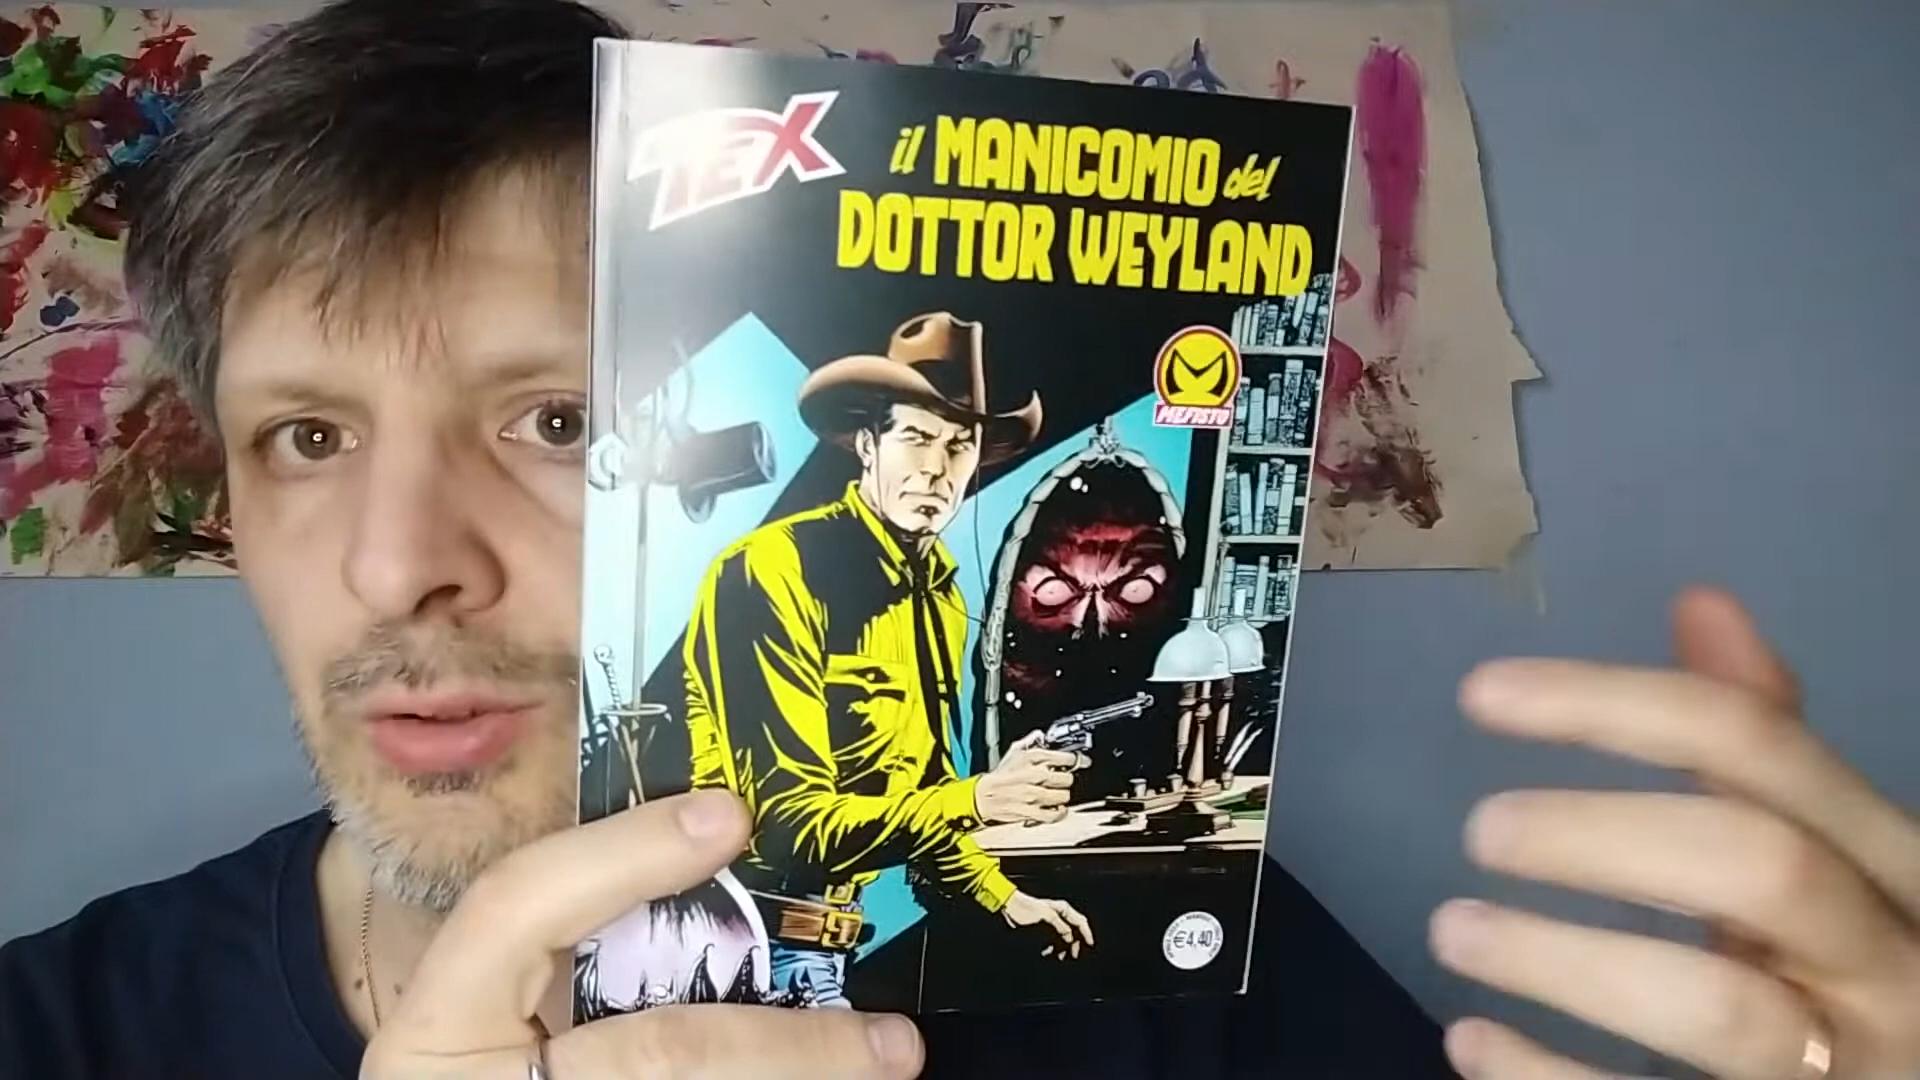 TEX
il MANICOMIO del
DOTTOR WEYLAND
MEFISTO
€4,40